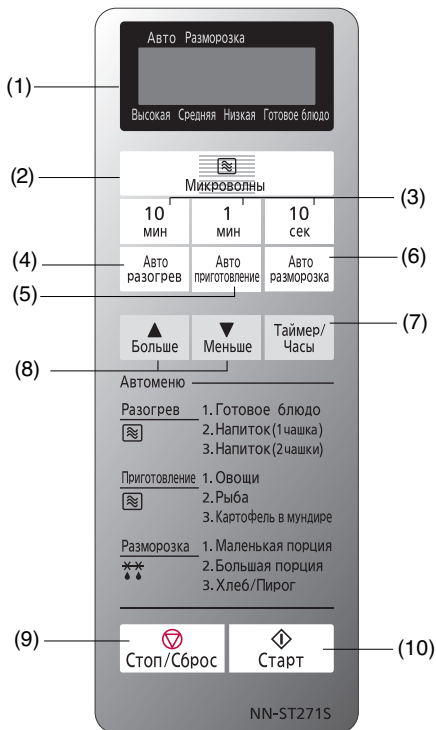 Авто Разморозка
(1)
Высокая Средняя Низкая Готовое блюдо
(2)
Микроволны
(3)
10 мин
1 мин
10 сек
(4)
Авто разогрев
(5)
Авто приготовление
(6)
Авто разморозка
(7)
▲ Больше
▼ Меньше
Таймер/Часы
(8)
Автоменю
Разогрев
1. Готовое блюдо
2. Напиток (1 чашка)
3. Напиток (2 чашки)
Приготовление
1. Овощи
2. Рыба
3. Картофель в мундире
Разморозка
1. Маленькая порция
2. Большая порция
3. Хлеб/Пирог
(9)
Стоп/Сброс
Старт
(10)
NN-ST271S